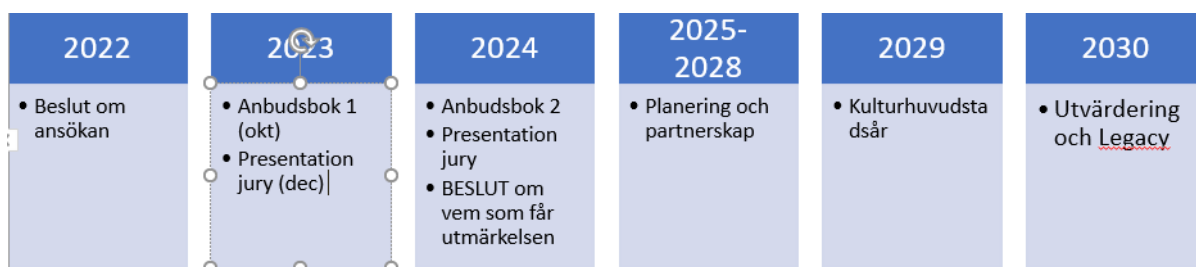 2022
• Beslut om
ansökan
2023
• Anbudsbok 1
(okt)
• Presentation
jury (dec)
2024
• Anbudsbok 2
• Presentation
jury
• BESLUT om
vem som får
utmärkelsen
2025-
2028
• Planering och
partnerskap
2029
• Kulturhuvudsta
dsår
2030
• Utvärdering
och Legacy